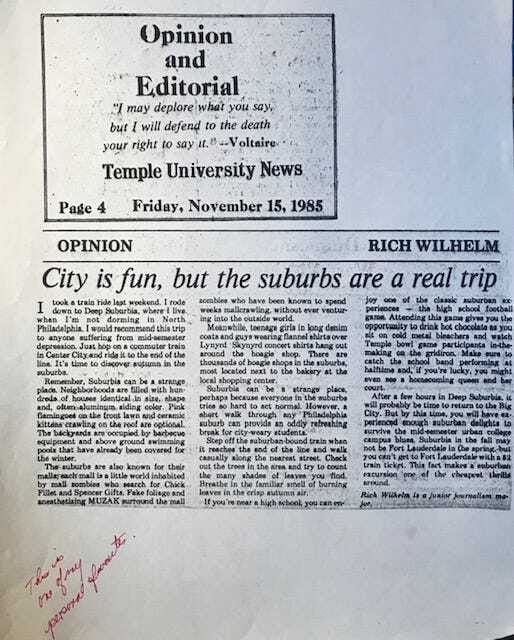 Opinion
and
Editorial
"I may deplore what you say,
but I will defend to the death
your right to say it." --Voltaire
Temple University News
Page 4 Friday, November 15, 1985
OPINION RICH WILHELM
City is fun, but the suburbs are a real trip
I took a train ride last weekend. I rode
down to Deep Suburbia, where I live
when I'm not dorming in North
Philadelphia. I would recommend this trip
to anyone suffering from mid-semester
depression. Just hop on a commuter train
in Center City and ride it to the end of the
line. It's time to discover autumn in the
suburbs.
Remember, Suburbia can be a strange
place. Neighborhoods are filled with hun-
dreds of houses identical in size, shape
and, often, aluminum siding color. Pink
flamingoes on the front lawn and ceramic
kittens crawling on the roof are optional.
The backyards are occupied by barbecue
equipment and above ground swimming
pools that have already been covered for
the winter.
The suburbs are also known for their
malls; each mall is a little world inhabited
by mall zombies who search for Chick
Fillet and Spencer Gifts. Fake foliage and
anesthetizing MUZAK surround the mall
zombies who have been known to spend
weeks mallcrawling, without ever ventur-
ing into the outside world.
Meanwhile, teenage girls in long denim
coats and guys wearing flannel shirts over
Lynyrd Skynyrd concert shirts hang out
around the hoagie shop. There are
thousands of hoagie shops in the suburbs,
most located next to the bakery at the
local shopping center.
Suburbia can be a strange place,
perhaps because everyone in the suburbs
tries so hard to act normal. However, a
short walk through any Philadelphia
suburb can provide an oddly refreshing
break for city-weary students.
Step off the suburban-bound train when
it reaches the end of the line and walk
casually along the nearest street. Check
out the trees in the area and try to count
the many shades of leaves you find.
Breathe in the familiar smell of burning
leaves in the crisp autumn air.
If you're near a high school, you can en-
joy one of the classic suburban ex-
periences — the high school football
game. Attending this game gives you the
opportunity to drink hot chocolate as you
sit on cold metal bleachers and watch
Temple bowl game participants in-the-
making on the gridiron. Make sure to
catch the school band performing at
halftime and, if you're lucky, you might
even see a homecoming queen and her
court.
After a few hours in Deep Suburbia, it
will probably be time to return to the Big
City. But by this time, you will have ex-
perienced enough suburban delights to
survive the mid-semester urban college
campus blues. Suburbia in the fall may
not be Fort Lauderdale in the spring, but
you can't get to Fort Lauderdale with a $2
train ticket. This fact makes a suburban
excursion one of the cheapest thrills
around.
Rich Wilhelm is a junior journalism ma-
jor.
This is
one of my
personal favorites.